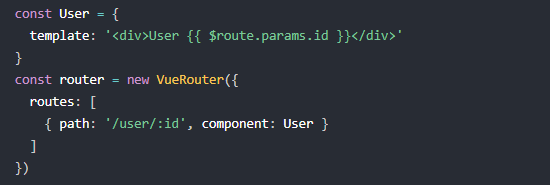 const User = {
  template: '<div>User {{ $route.params.id }}</div>'
}
const router = new VueRouter({
  routes: [
    { path: '/user/:id', component: User }
  ]
})